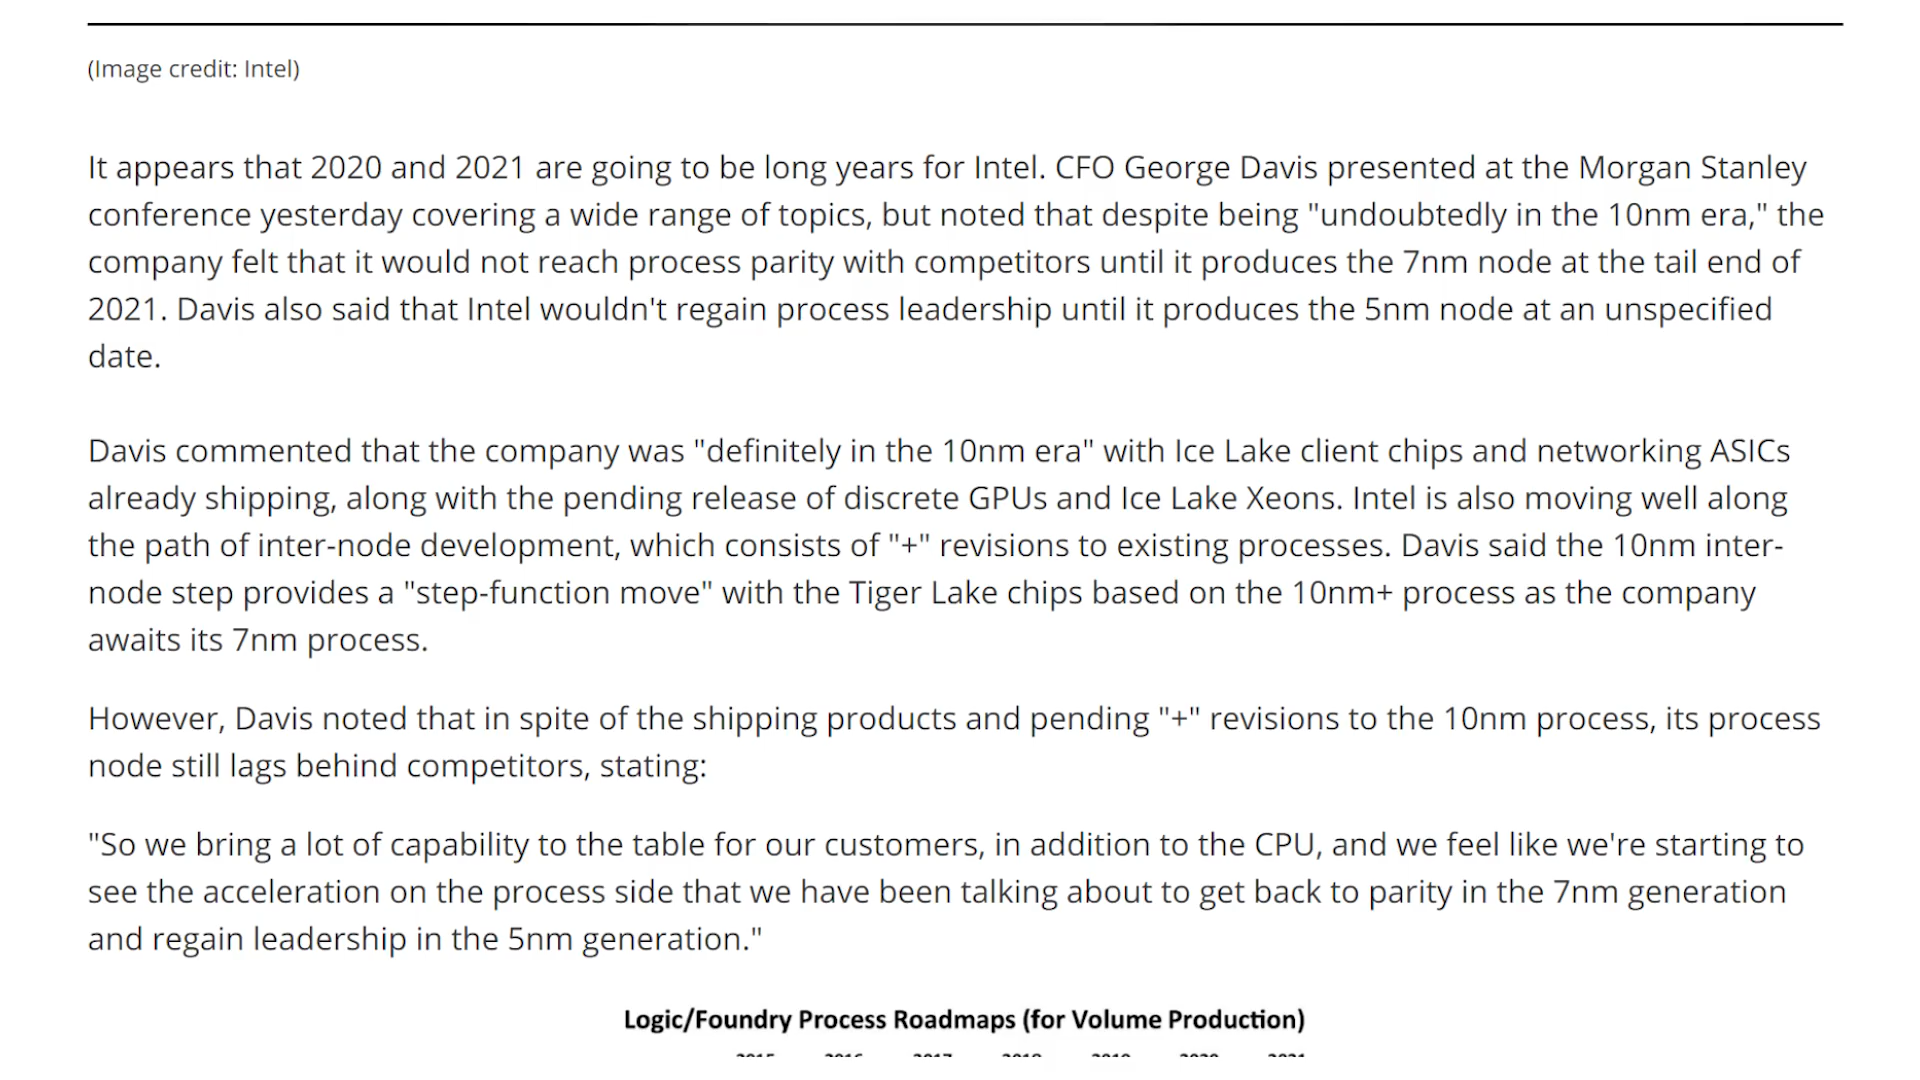 (Image credit: Intel)
It appears that 2020 and 2021 are going to be long years for Intel. CFO George Davis presented at the Morgan Stanley
conference yesterday covering a wide range of topics, but noted that despite being "undoubtedly in the 10nm era," the
company felt that it would not reach process parity with competitors until it produces the 7nm node at the tail end of
2021. Davis also said that Intel wouldn't regain process leadership until it produces the 5nm node at an unspecified
date.
Davis commented that the company was "definitely in the 10nm era" with Ice Lake client chips and networking ASICs
already shipping, along with the pending release of discrete GPUs and Ice Lake Xeons. Intel is also moving well along
the path of inter-node development, which consists of "+" revisions to existing processes. Davis said the 10nm inter-
node step provides a "step-function move" with the Tiger Lake chips based on the 10nm+ process as the company
awaits its 7nm process.
However, Davis noted that in spite of the shipping products and pending "+" revisions to the 10nm process, its process
node still lags behind competitors, stating:
"So we bring a lot of capability to the table for our customers, in addition to the CPU, and we feel like we're starting to
see the acceleration on the process side that we have been talking about to get back to parity in the 7nm generation
and regain leadership in the 5nm generation."
Logic/Foundry Process Roadmaps (for Volume Production)
2015 2016 2017 2018 2019 2020 2021